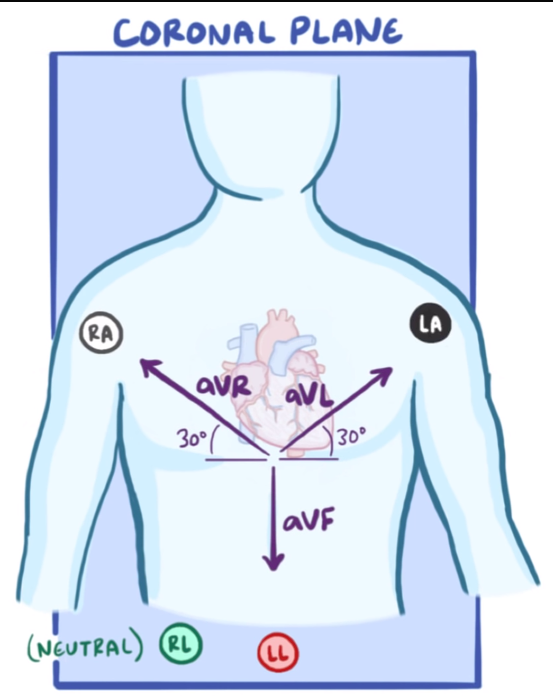 CORONAL PLANE
RA
LA
aVR
aVL
30°
30°
aVF
(NEUTRAL) RL
LL